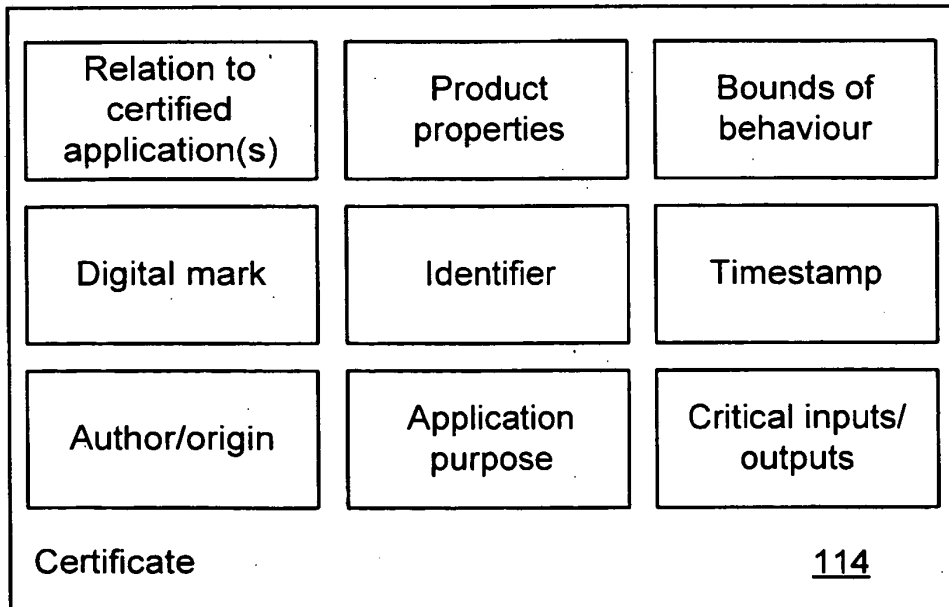 Relation to
certified
application(s)
Product
properties
Bounds of
behaviour
Digital mark
Identifier
Timestamp
Author/origin
Application
purpose
Critical inputs/
outputs
Certificate
114